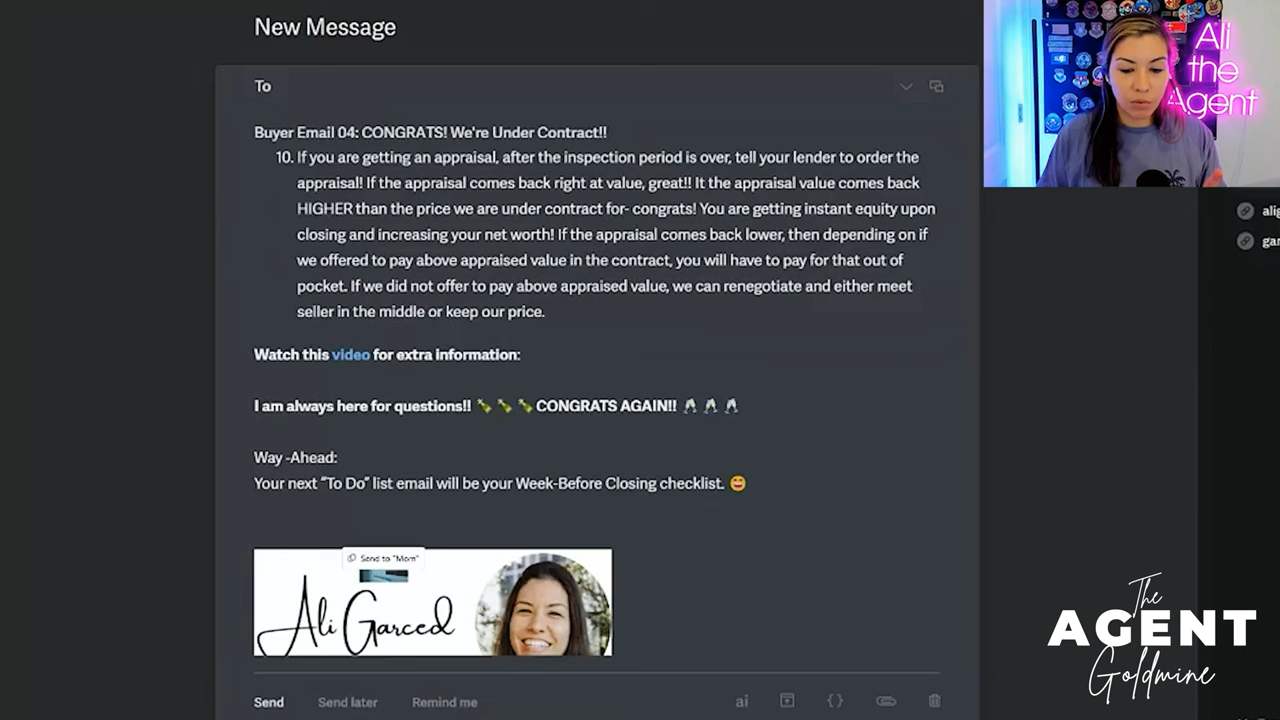 New Message
Ali
the
Agent
To
Buyer Email 04: CONGRATS! We're Under Contract!!
10. If you are getting an appraisal, after the inspection period is over, tell your lender to order the
appraisal! If the appraisal comes back right at value, great!! It the appraisal value comes back
HIGHER than the price we are under contract for- congrats! You are getting instant equity upon
closing and increasing your net worth! If the appraisal comes back lower, then depending on if
we offered to pay above appraised value in the contract, you will have to pay for that out of
pocket. If we did not offer to pay above appraised value, we can renegotiate and either meet
seller in the middle or keep our price.
Watch this video for extra information:
I am always here for questions!! 🍾 🍾 🍾 CONGRATS AGAIN!! 🥂 🥂 🥂
Way -Ahead:
Your next "To Do" list email will be your Week-Before Closing checklist. 😄
Send to "Mom"
Ali Garced
Send Send later Remind me ai {}
The
AGENT
Goldmine